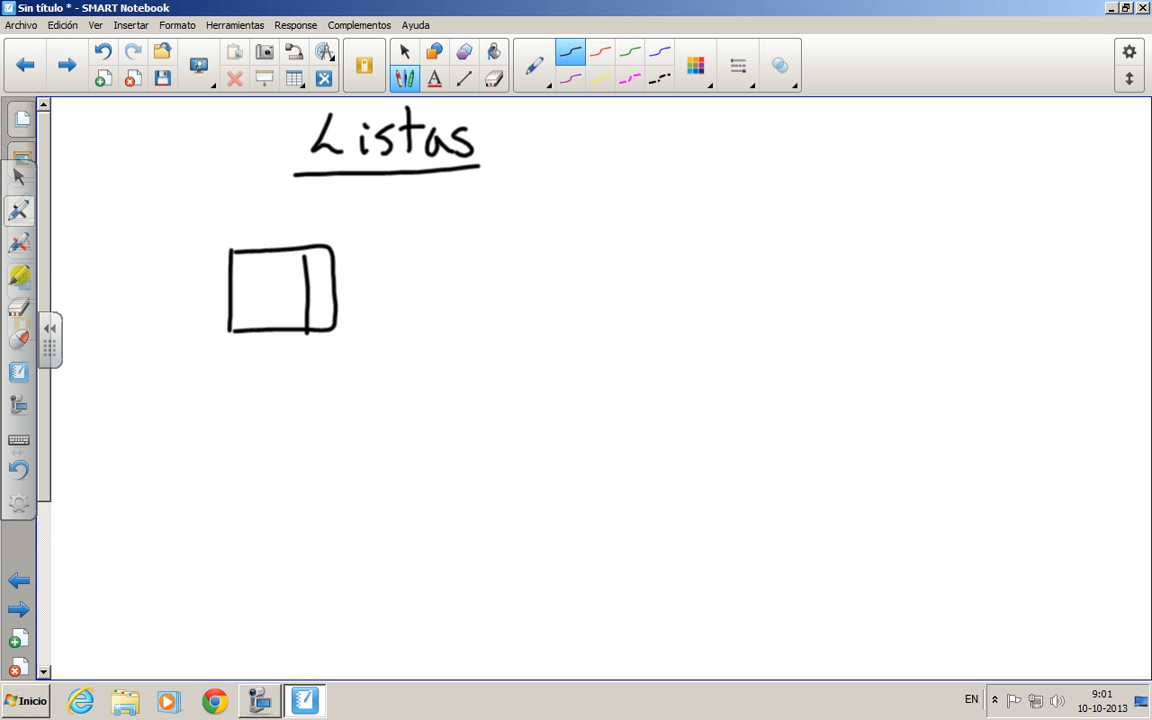 Sin título * - SMART Notebook
Archivo Edición Ver Insertar Formato Herramientas Response Complementos Ayuda
A
Listas
Inicio
EN
9:01
10-10-2013